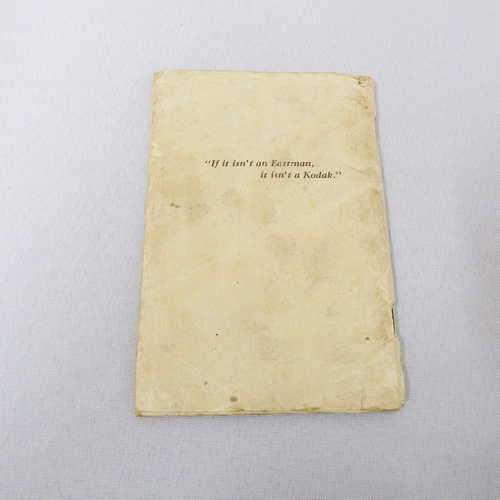 "If it isn't an Eastman,
it isn't a Kodak."